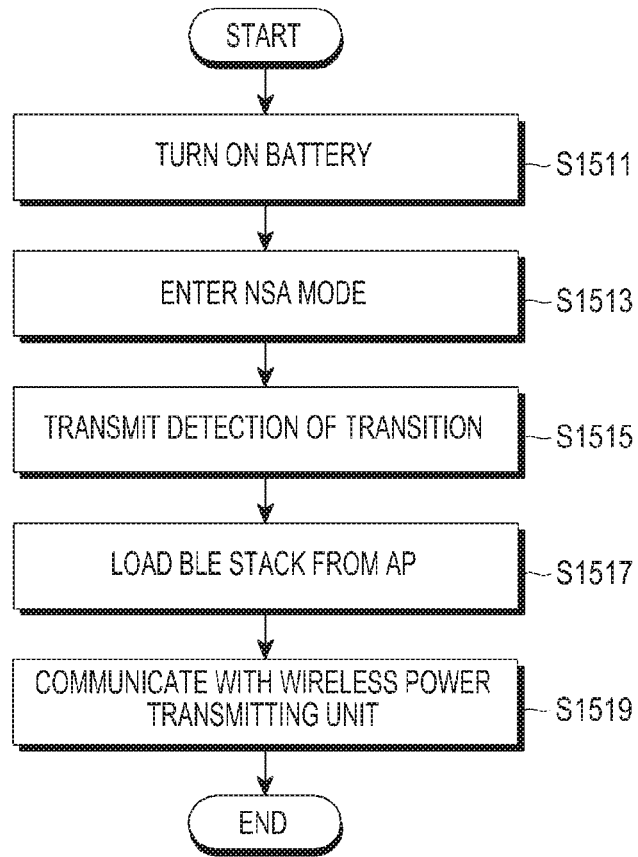 START
TURN ON BATTERY
S1511
ENTER NSA MODE
S1513
TRANSMIT DETECTION OF TRANSITION
S1515
LOAD BLE STACK FROM AP
S1517
COMMUNICATE WITH WIRELESS POWER
TRANSMITTING UNIT
S1519
END